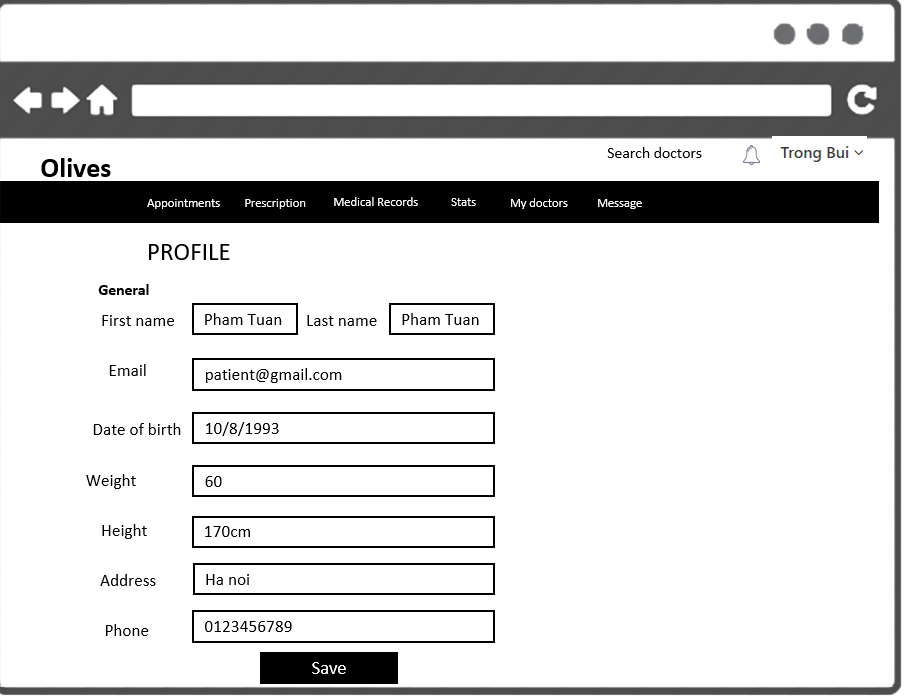 Search doctors
Trong Bui
Olives
Appointments Prescription Medical Records Stats My doctors Message
PROFILE
General
First name Pham Tuan Last name Pham Tuan
Email patient@gmail.com
Date of birth 10/8/1993
Weight 60
Height 170cm
Address Ha noi
Phone 0123456789
Save